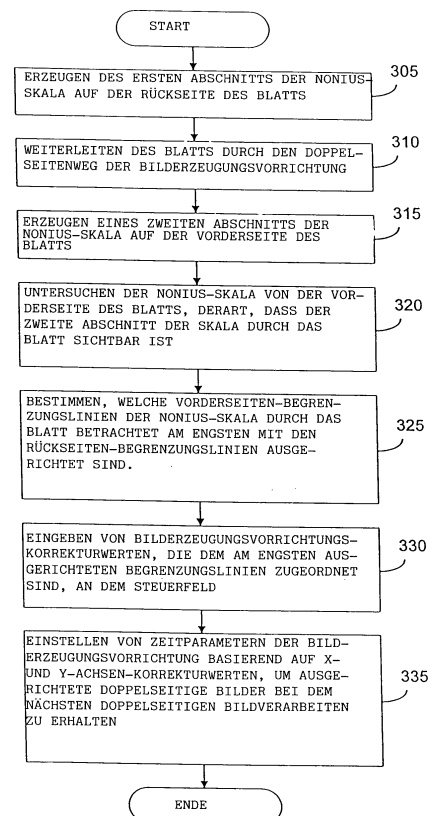 START
305
ERZEUGEN DES ERSTEN ABSCHNITTS DER NONIUS-
SKALA AUF DER RÜCKSEITE DES BLATTS
310
WEITERLEITEN DES BLATTS DURCH DEN DOPPEL-
SEITENWEG DER BILDERZEUGUNGSVORRICHTUNG
315
ERZEUGEN EINES ZWEITEN ABSCHNITTS DER
NONIUS-SKALA AUF DER VORDERSEITE DES
BLATTS
UNTERSUCHEN DER NONIUS-SKALA VON DER VOR-
DERSEITE DES BLATTS, DERART, DASS DER
ZWEITE ABSCHNITT DER SKALA DURCH DAS
BLATT SICHTBAR IST
320
BESTIMMEN, WELCHE VORDERSEITEN-BEGREN-
ZUNGSLINIEN DER NONIUS-SKALA DURCH DAS
BLATT BETRACHTET AM ENGSTEN MIT DEN
RÜCKSEITEN-BEGRENZUNGSLINIEN AUSGE-
RICHTET SIND.
325
EINGEBEN VON BILDERZEUGUNGSVORRICHTUNGS-
KORREKTURWERTEN, DIE DEM AM ENGSTEN AUS-
GERICHTETEN BEGRENZUNGSLINIEN ZUGEORDNET
SIND, AN DEM STEUERFELD
330
EINSTELLEN VON ZEITPARAMETERN DER BILD-
ERZEUGUNGSVORRICHTUNG BASIEREND AUF X-
UND Y-ACHSEN-KORREKTURWERTEN, UM AUSGE-
RICHTETE DOPPELSEITIGE BILDER BEI DEM
NÄCHSTEN DOPPELSEITIGEN BILDVERARBEITEN
ZU ERHALTEN
335
ENDE